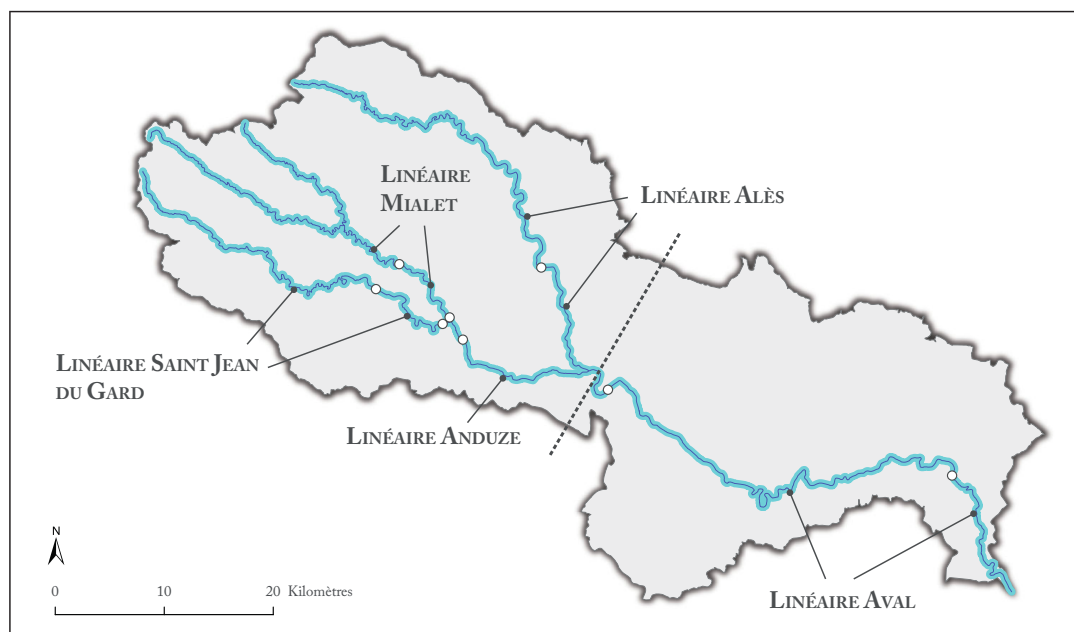 LINÉAIRE
MIALET
LINÉAIRE ALÈS
LINÉAIRE SAINT JEAN
DU GARD
LINÉAIRE ANDUZE
N
0 10 20 Kilomètres
LINÉAIRE AVAL